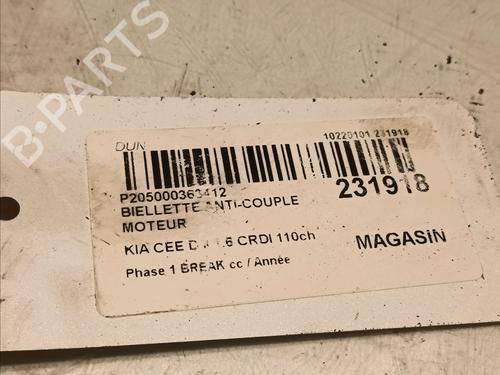 B-PARTS
DUN
10220101 231918
P205000363412
231918
BIELLETTE ANTI-COUPLE
MOTEUR
KIA CEE D 1.6 CRDI 110ch
MAGASIN
Phase 1 BREAK cc / Année